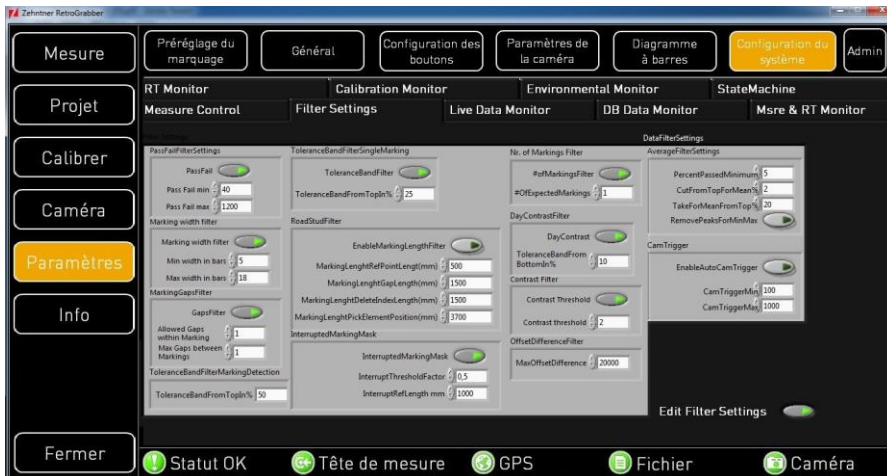 Zehntner RetroGrabber
Mesure
Projet
Calibrer
Caméra
Paramètres
Info
Fermer
Préréglage du marquage
Général
Configuration des boutons
Paramètres de la caméra
Diagramme à barres
Configuration du système
Admin
RT Monitor
Calibration Monitor
Environmental Monitor
StateMachine
Measure Control
Filter Settings
Live Data Monitor
DB Data Monitor
Msre & RT Monitor
PassFailFilterSettings
PassFail
Pass Fail min 40
Pass Fail max 1200
Marking width filter
Marking width filter
Min width in bars 5
Max width in bars 18
MarkingGapsFilter
GapsFilter
Allowed Gaps within Marking 1
Max Gaps between Markings 1
ToleranceBandFilterMarkingDetection
ToleranceBandFromTopIn% 50
ToleranceBandFilterSingleMarking
ToleranceBandFilter
ToleranceBandFromTopIn% 25
RoadStudFilter
EnableMarkingLengthFilter
MarkingLenghtRefPointLengt(mm) 500
MarkingLenghtGapLength(mm) 1500
MarkingLenghtDeleteIndexLength(mm) 1500
MarkingLenghtPickElementPosition(mm) 3700
InterruptedMarkingMask
InterruptedMarkingMask
InterruptThresholdFactor 0,5
InterruptRefLength mm 1000
Nr. of Markings Filter
#ofMarkingsFilter
#OfExpectedMarkings 1
DayContrastFilter
DayContrast
ToleranceBandFrom BottomIn% 10
Contrast Filter
Contrast Threshold
Contrast threshold 2
OffsetDifferenceFilter
MaxOffsetDifference 20000
DataFilterSettings
AverageFilterSettings
PercentPassedMinimum 5
CutFromTopForMean% 2
TakeForMeanFromTop% 20
RemovePeaksForMinMax
CamTrigger
EnableAutoCamTrigger
CamTriggerMin 100
CamTriggerMax 1000
Edit Filter Settings
Statut OK
Tête de mesure
GPS
Fichier
Caméra